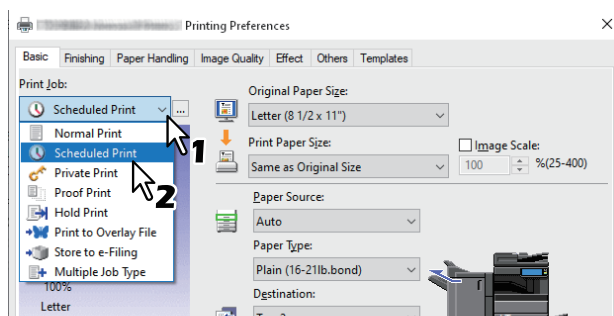 Printing Preferences
Basic Finishing Paper Handling Image Quality Effect Others Templates
Print Job:
Scheduled Print ...
Normal Print
Scheduled Print
Private Print
Proof Print
Hold Print
Print to Overlay File
Store to e-Filing
Multiple Job Type
100%
Letter
1
2
Original Paper Size:
Letter (8 1/2 x 11")
Print Paper Size:
Same as Original Size
Image Scale:
100 %(25-400)
Paper Source:
Auto
Paper Type:
Plain (16-21lb.bond)
Destination: